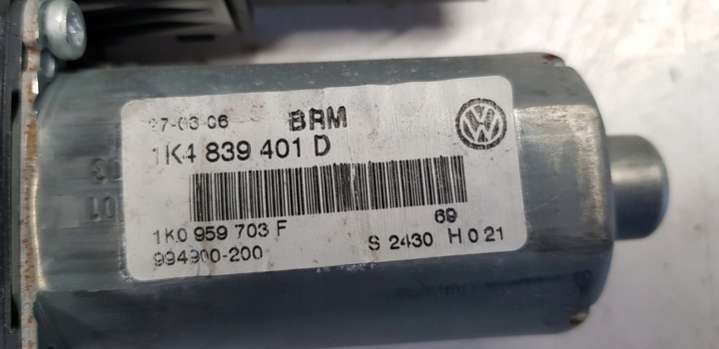 27-03-06 BRM
1K4 839 401 D
1K0 959 703 F 69
994900-200 S 2430 H 0 21